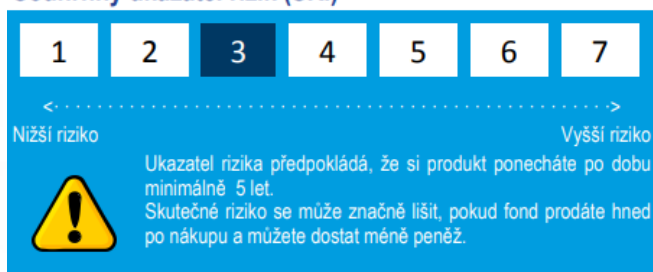 1 2 3 4 5 6 7
Nižší riziko Vyšší riziko
Ukazatel rizika předpokládá, že si produkt ponecháte po dobu
minimálně 5 let.
Skutečné riziko se může značně lišit, pokud fond prodáte hned
po nákupu a můžete dostat méně peněž.